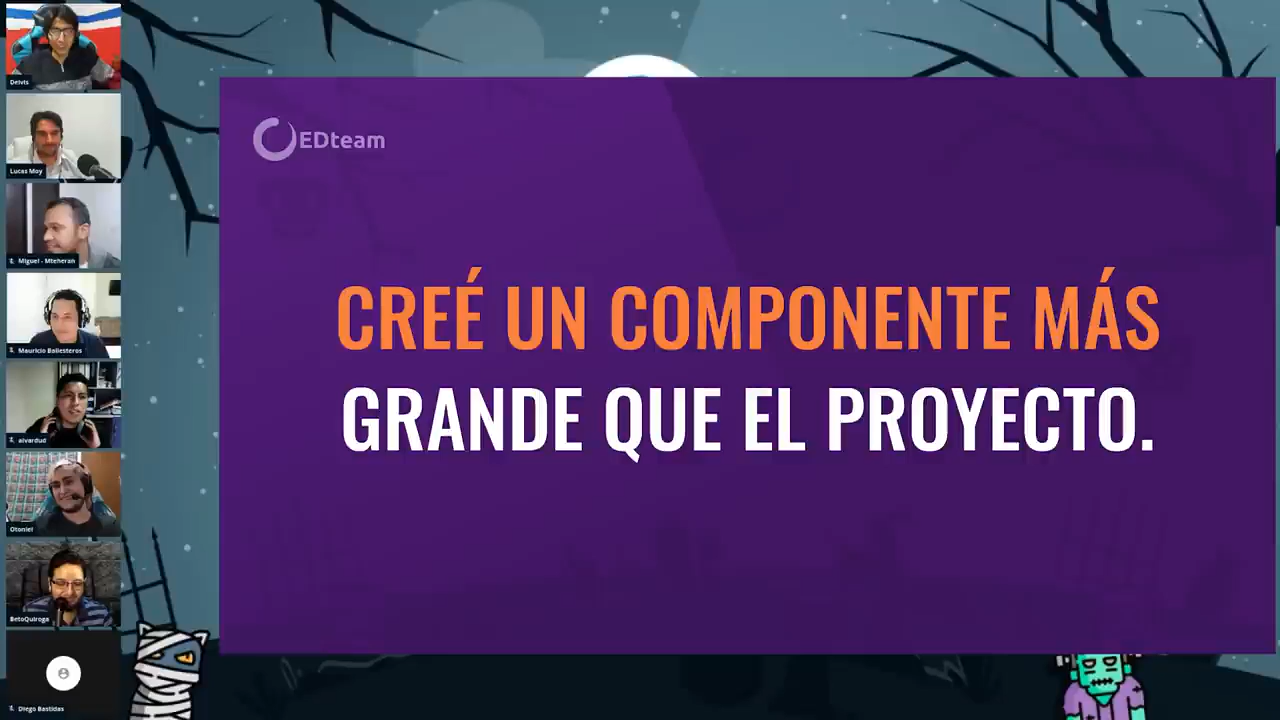 Deivis
Lucas Moy
Miguel - Mteheran
Mauricio Ballesteros
alvardud
Otoniel
BetoQuiroga
Diego Bastidas
EDteam
CREÉ UN COMPONENTE MÁS
GRANDE QUE EL PROYECTO.